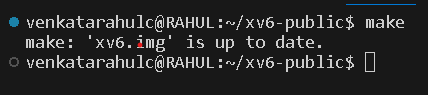 venkatarahulc@RAHUL:~/xv6-public$ make
make: 'xv6.img' is up to date.
venkatarahulc@RAHUL:~/xv6-public$